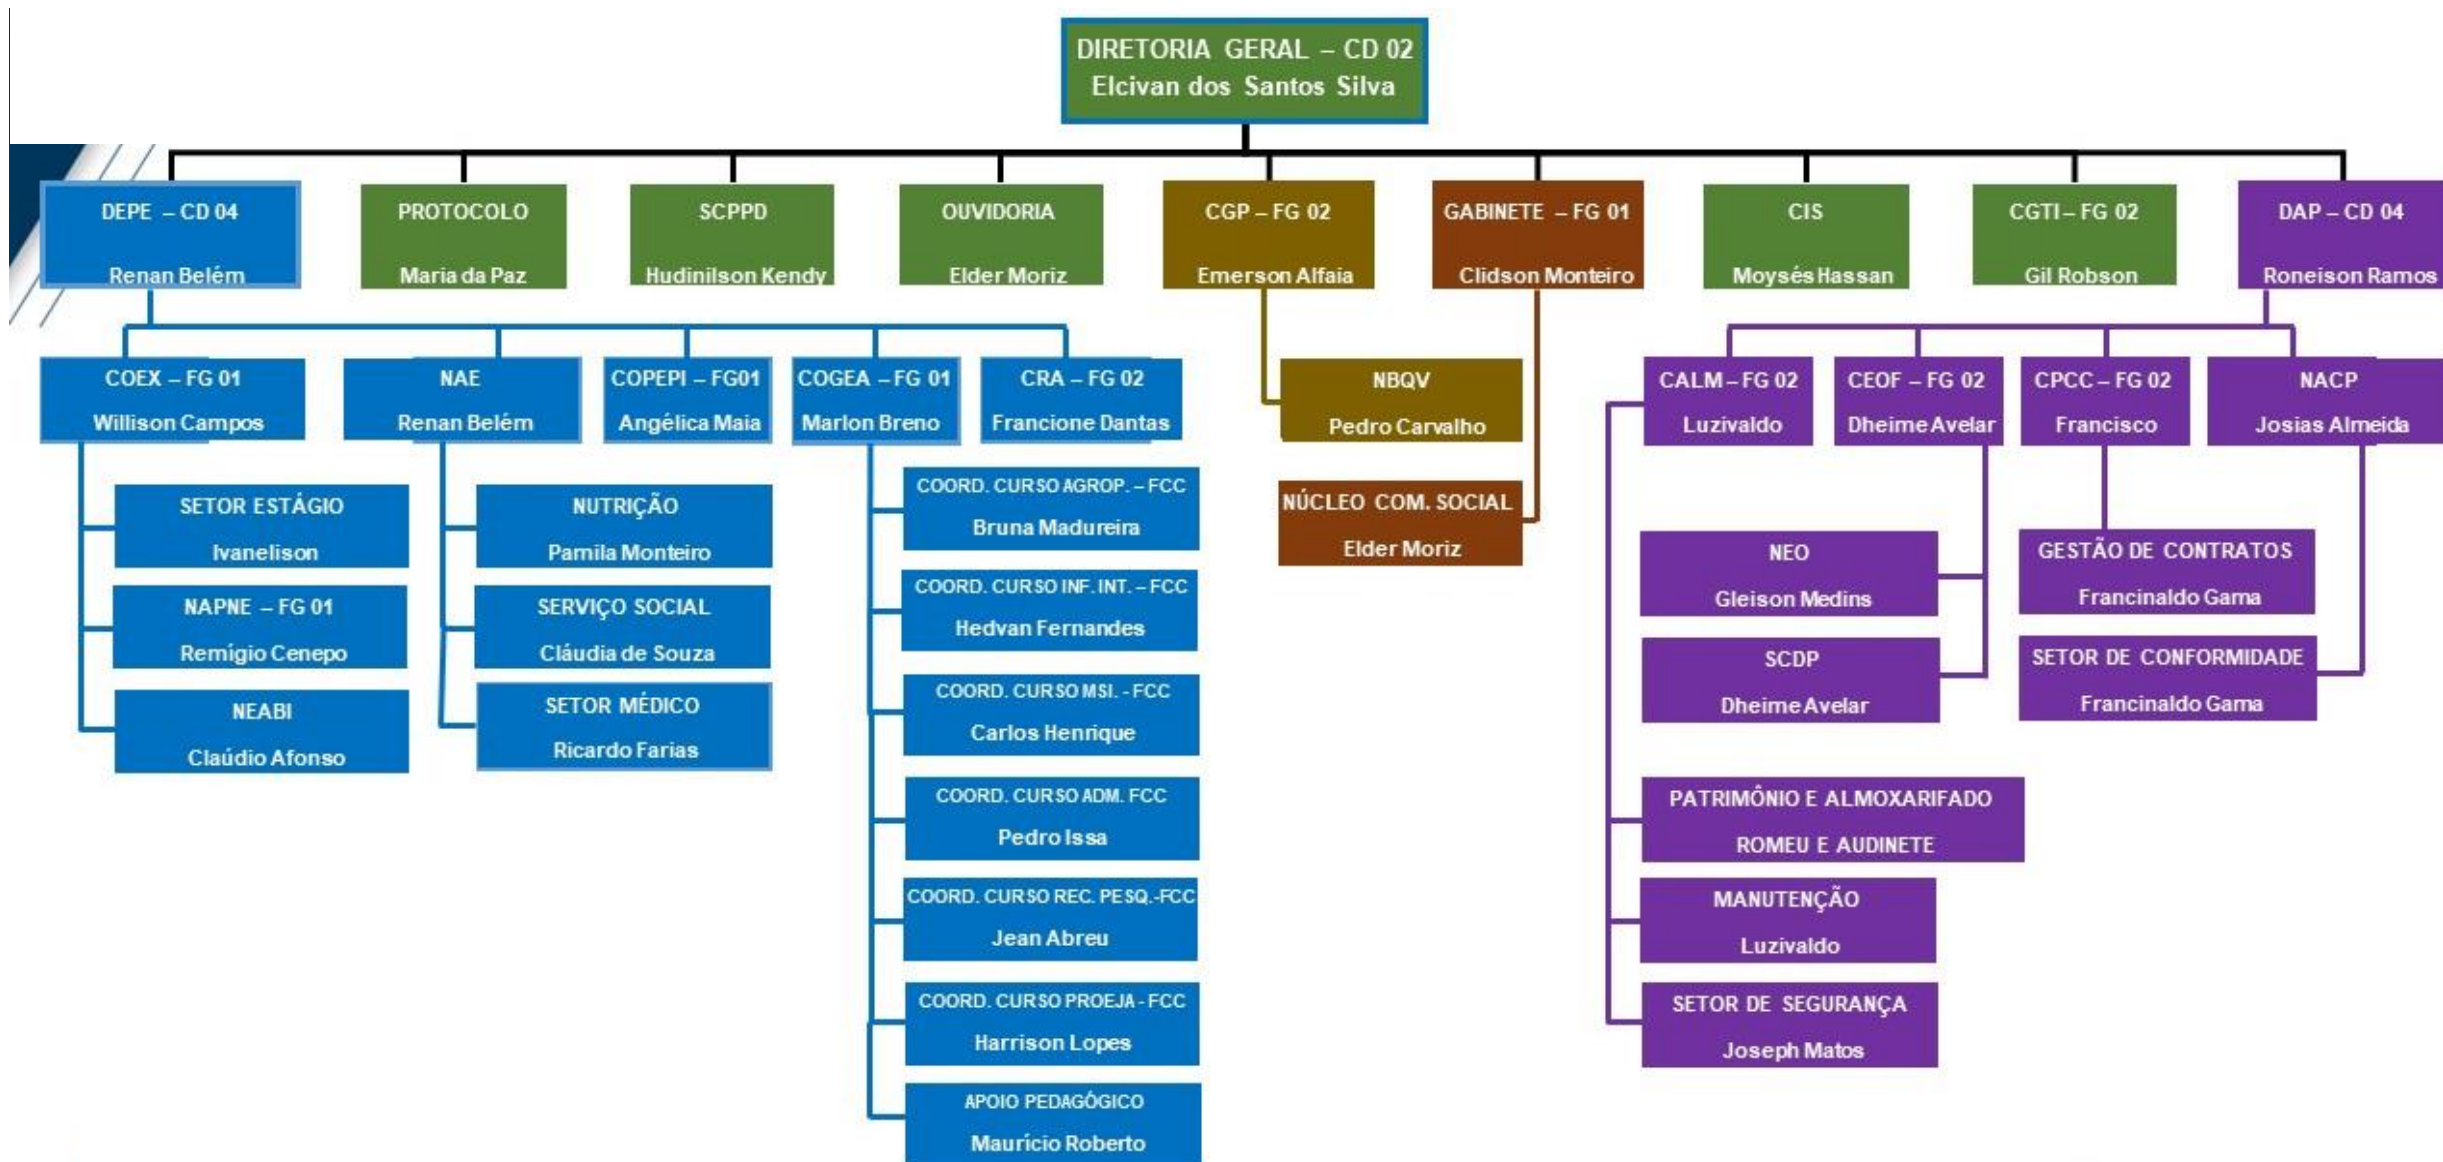 DIRETORIA GERAL – CD 02
Elcivan dos Santos Silva
DEPE – CD 04
Renan Belém
PROTOCOLO
Maria da Paz
SCPPD
Hudinilson Kendy
OUVIDORIA
Elder Moriz
CGP – FG 02
Emerson Alfaia
GABINETE – FG 01
Clidson Monteiro
CIS
Moysés Hassan
CGTI – FG 02
Gil Robson
DAP – CD 04
Roneison Ramos
COEX – FG 01
Willison Campos
NAE
Renan Belém
COPEPI – FG01
Angélica Maia
COGEA – FG 01
Marlon Breno
CRA – FG 02
Francione Dantas
NBQV
Pedro Carvalho
CALM – FG 02
Luzivaldo
CEOF – FG 02
Dheime Avelar
CPCC – FG 02
Francisco
NACP
Josias Almeida
SETOR ESTÁGIO
Ivanelison
NAPNE – FG 01
Remígio Cenepo
NEABI
Claúdio Afonso
NUTRIÇÃO
Pamila Monteiro
SERVIÇO SOCIAL
Cláudia de Souza
SETOR MÉDICO
Ricardo Farias
COORD. CURSO AGROP. – FCC
Bruna Madureira
COORD. CURSO INF. INT. – FCC
Hedvan Fernandes
COORD. CURSO MSI. - FCC
Carlos Henrique
COORD. CURSO ADM. FCC
Pedro Issa
COORD. CURSO REC. PESQ.-FCC
Jean Abreu
COORD. CURSO PROEJA - FCC
Harrison Lopes
APOIO PEDAGÓGICO
Maurício Roberto
NÚCLEO COM. SOCIAL
Elder Moriz
NEO
Gleison Medins
SCDP
Dheime Avelar
GESTÃO DE CONTRATOS
Francinaldo Gama
SETOR DE CONFORMIDADE
Francinaldo Gama
PATRIMÔNIO E ALMOXARIFADO
ROMEU E AUDINETE
MANUTENÇÃO
Luzivaldo
SETOR DE SEGURANÇA
Joseph Matos